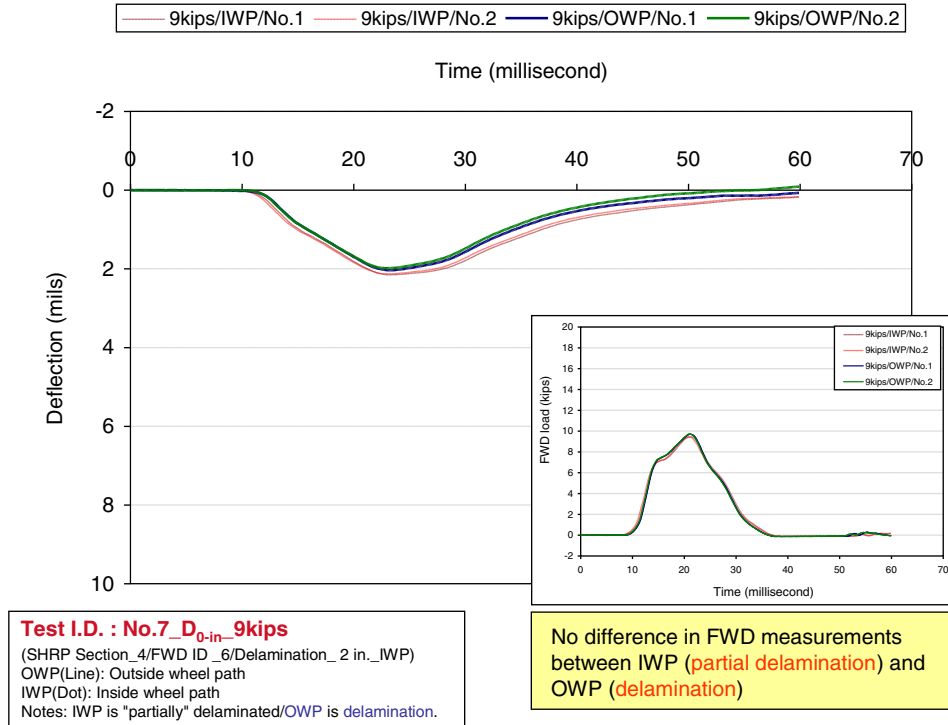 9kips/IWP/No.1 9kips/IWP/No.2 9kips/OWP/No.1 9kips/OWP/No.2
Time (millisecond)
-2
0 10 20 30 40 50 60 70
0
2
4
6
8
10
Deflection (mils)
20
18
16
14
12
10
8
6
4
2
0
-2
FWD load (kips)
9kips/IWP/No.1
9kips/IWP/No.2
9kips/OWP/No.1
9kips/OWP/No.2
0 10 20 30 40 50 60 70
Time (millisecond)
Test I.D. : No.7_D0-in_9kips
(SHRP Section_4/FWD ID _6/Delamination_ 2 in._IWP)
OWP(Line): Outside wheel path
IWP(Dot): Inside wheel path
Notes: IWP is "partially" delaminated/OWP is delamination.
No difference in FWD measurements
between IWP (partial delamination) and
OWP (delamination)